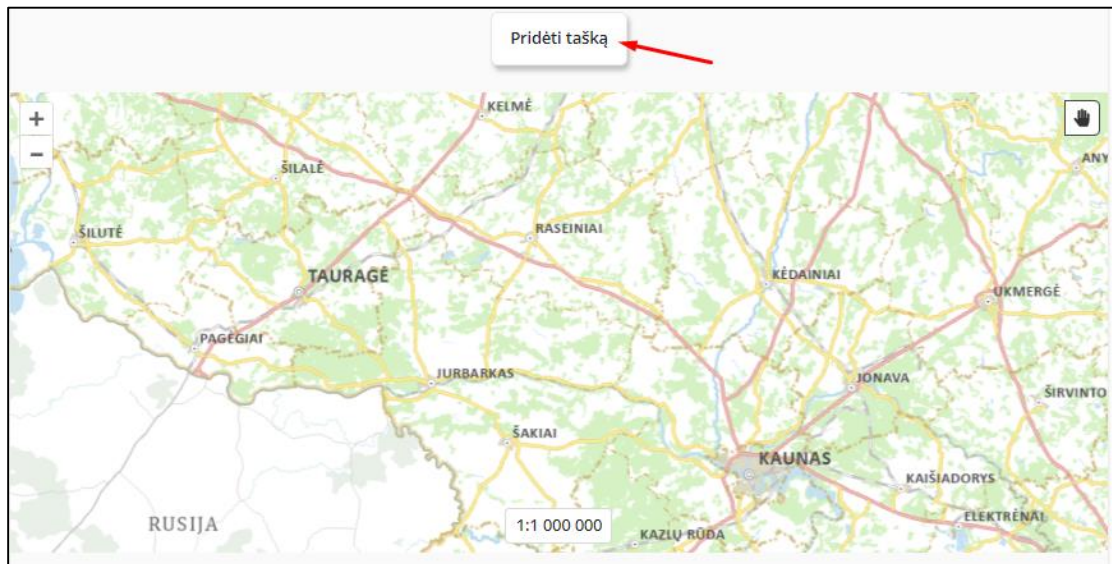 Pridėti tašką
+
−
KELMĖ
ANY
ŠILALĖ
ŠILUTĖ
RASEINIAI
TAURAGĖ
KĖDAINIAI
UKMERGĖ
PAGĖGIAI
JURBARKAS
JONAVA
ŠIRVINTO
ŠAKIAI
KAUNAS
KAIŠIADORYS
RUSIJA
1:1 000 000
ELEKTRĖNAI
KAZLŲ RŪDA